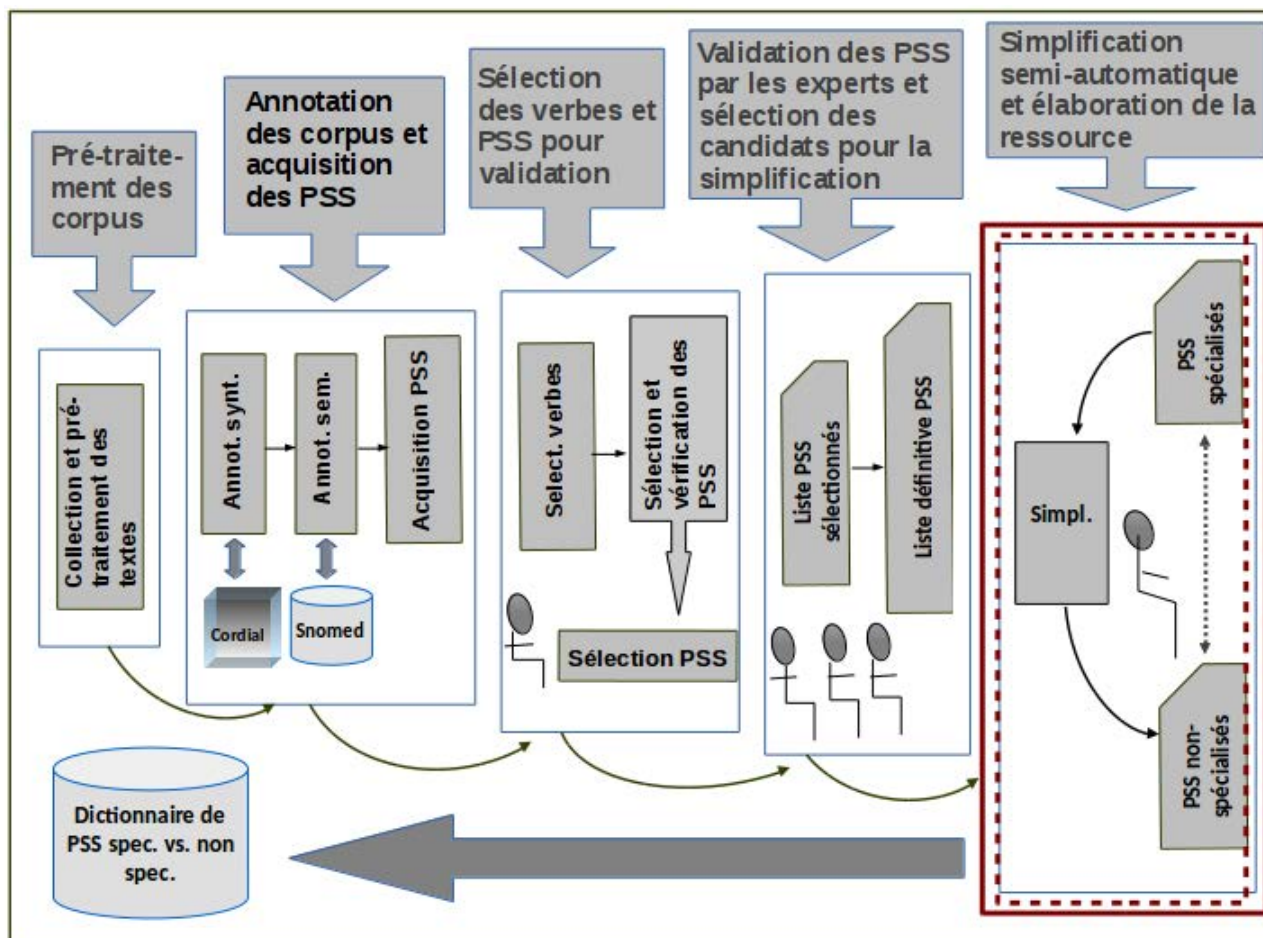 Pré-traite-
ment des
corpus
Annotation
des corpus et
acquisition
des PSS
Sélection
des verbes et
PSS pour
validation
Validation des PSS
par les experts et
sélection des
candidats pour la
simplification
Simplification
semi-automatique
et élaboration de la
ressource
Collection et pré-
traitement des
textes
Annot. synt.
Annot. sem.
Acquisition PSS
Cordial
Snomed
Select. verbes
Sélection et
vérification des
PSS
Sélection PSS
Liste PSS
sélectionnés
Liste définitive PSS
PSS
spécialisés
Simpl.
PSS non-
spécialisés
Dictionnaire de
PSS spec. vs. non
spec.